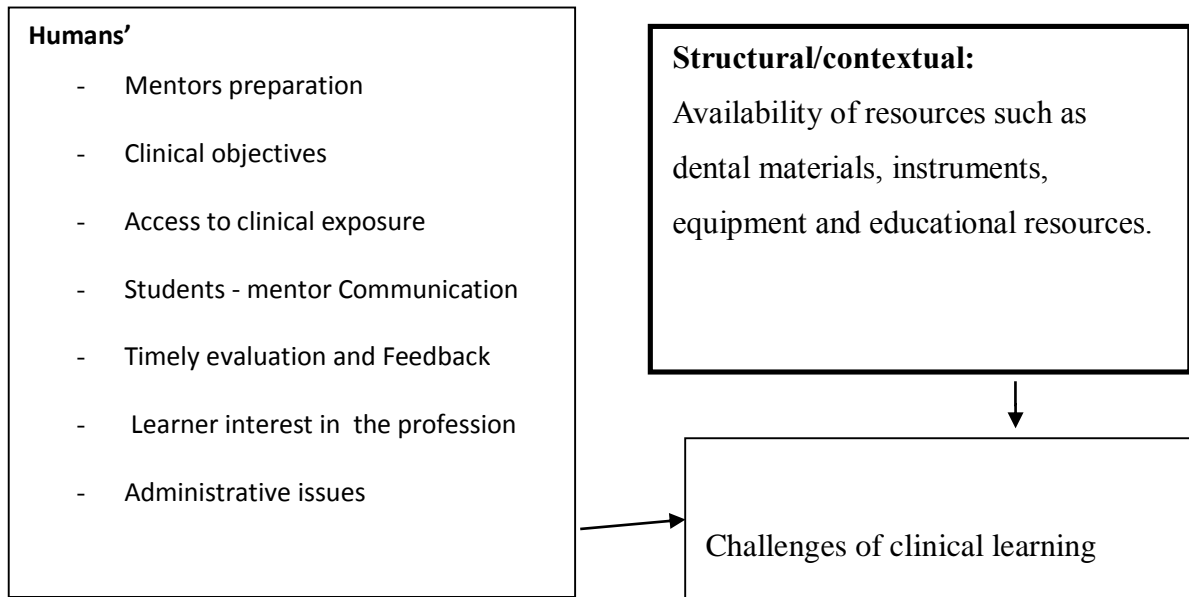 Humans’
- Mentors preparation
- Clinical objectives
- Access to clinical exposure
- Students - mentor Communication
- Timely evaluation and Feedback
- Learner interest in the profession
- Administrative issues
Structural/contextual:
Availability of resources such as
dental materials, instruments,
equipment and educational resources.
Challenges of clinical learning